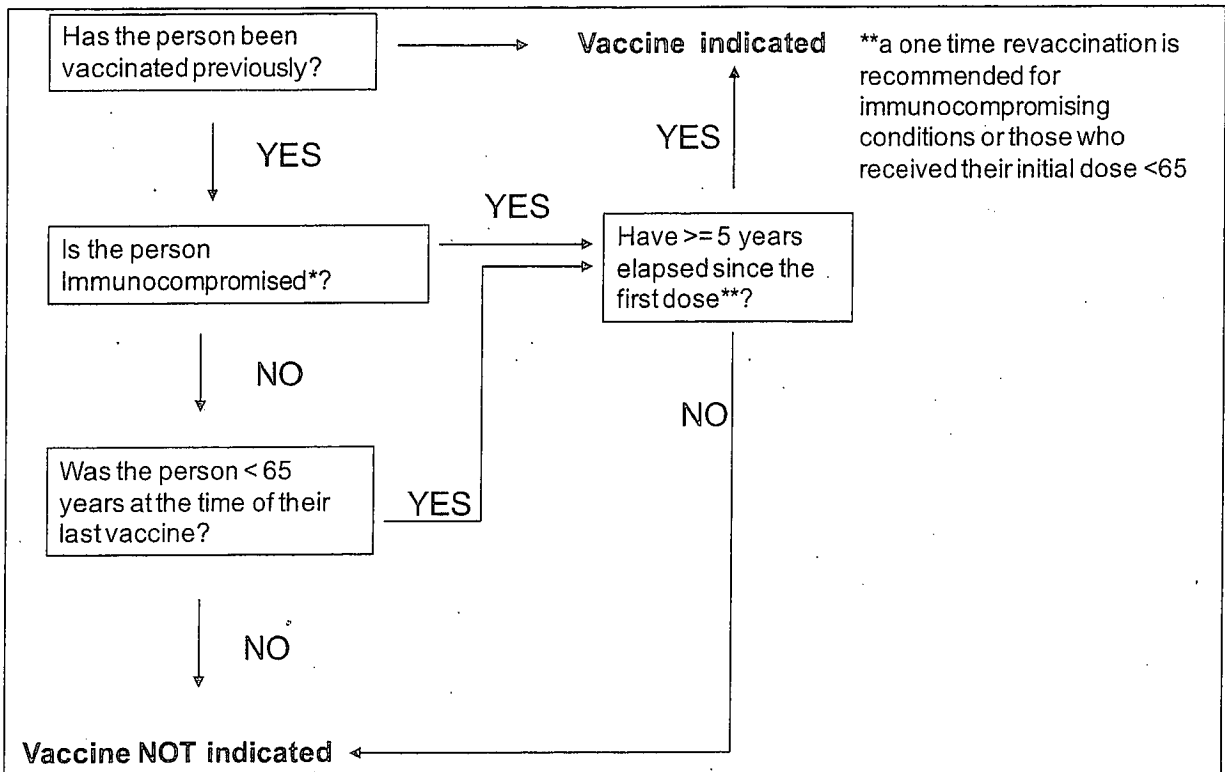 Has the person been
vaccinated previously?
Vaccine indicated
**a one time revaccination is
recommended for
immunocompromising
conditions or those who
received their initial dose <65
YES
YES
YES
Is the person
Immunocompromised*?
Have >= 5 years
elapsed since the
first dose**?
NO
NO
Was the person < 65
years at the time of their
last vaccine?
YES
NO
Vaccine NOT indicated